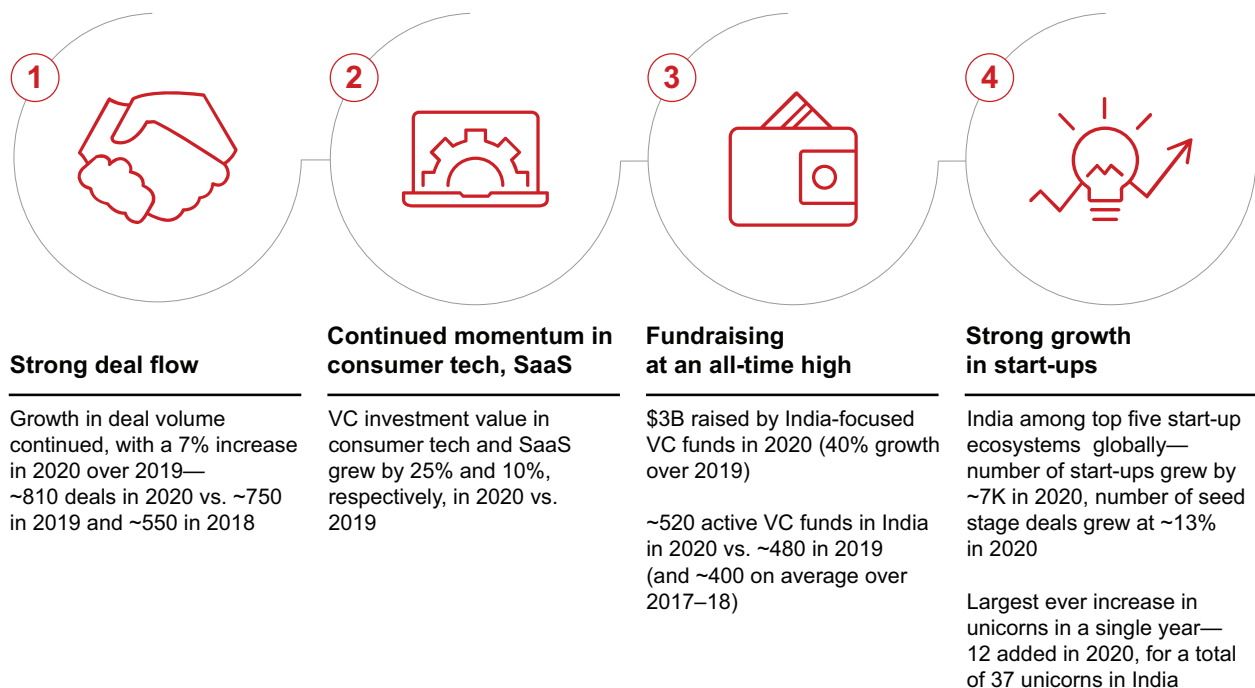 1
Strong deal flow
Growth in deal volume
continued, with a 7% increase
in 2020 over 2019—
~810 deals in 2020 vs. ~750
in 2019 and ~550 in 2018
2
Continued momentum in
consumer tech, SaaS
VC investment value in
consumer tech and SaaS
grew by 25% and 10%,
respectively, in 2020 vs.
2019
3
Fundraising
at an all-time high
$3B raised by India-focused
VC funds in 2020 (40% growth
over 2019)
~520 active VC funds in India
in 2020 vs. ~480 in 2019
(and ~400 on average over
2017–18)
4
Strong growth
in start-ups
India among top five start-up
ecosystems globally—
number of start-ups grew by
~7K in 2020, number of seed
stage deals grew at ~13%
in 2020
Largest ever increase in
unicorns in a single year—
12 added in 2020, for a total
of 37 unicorns in India